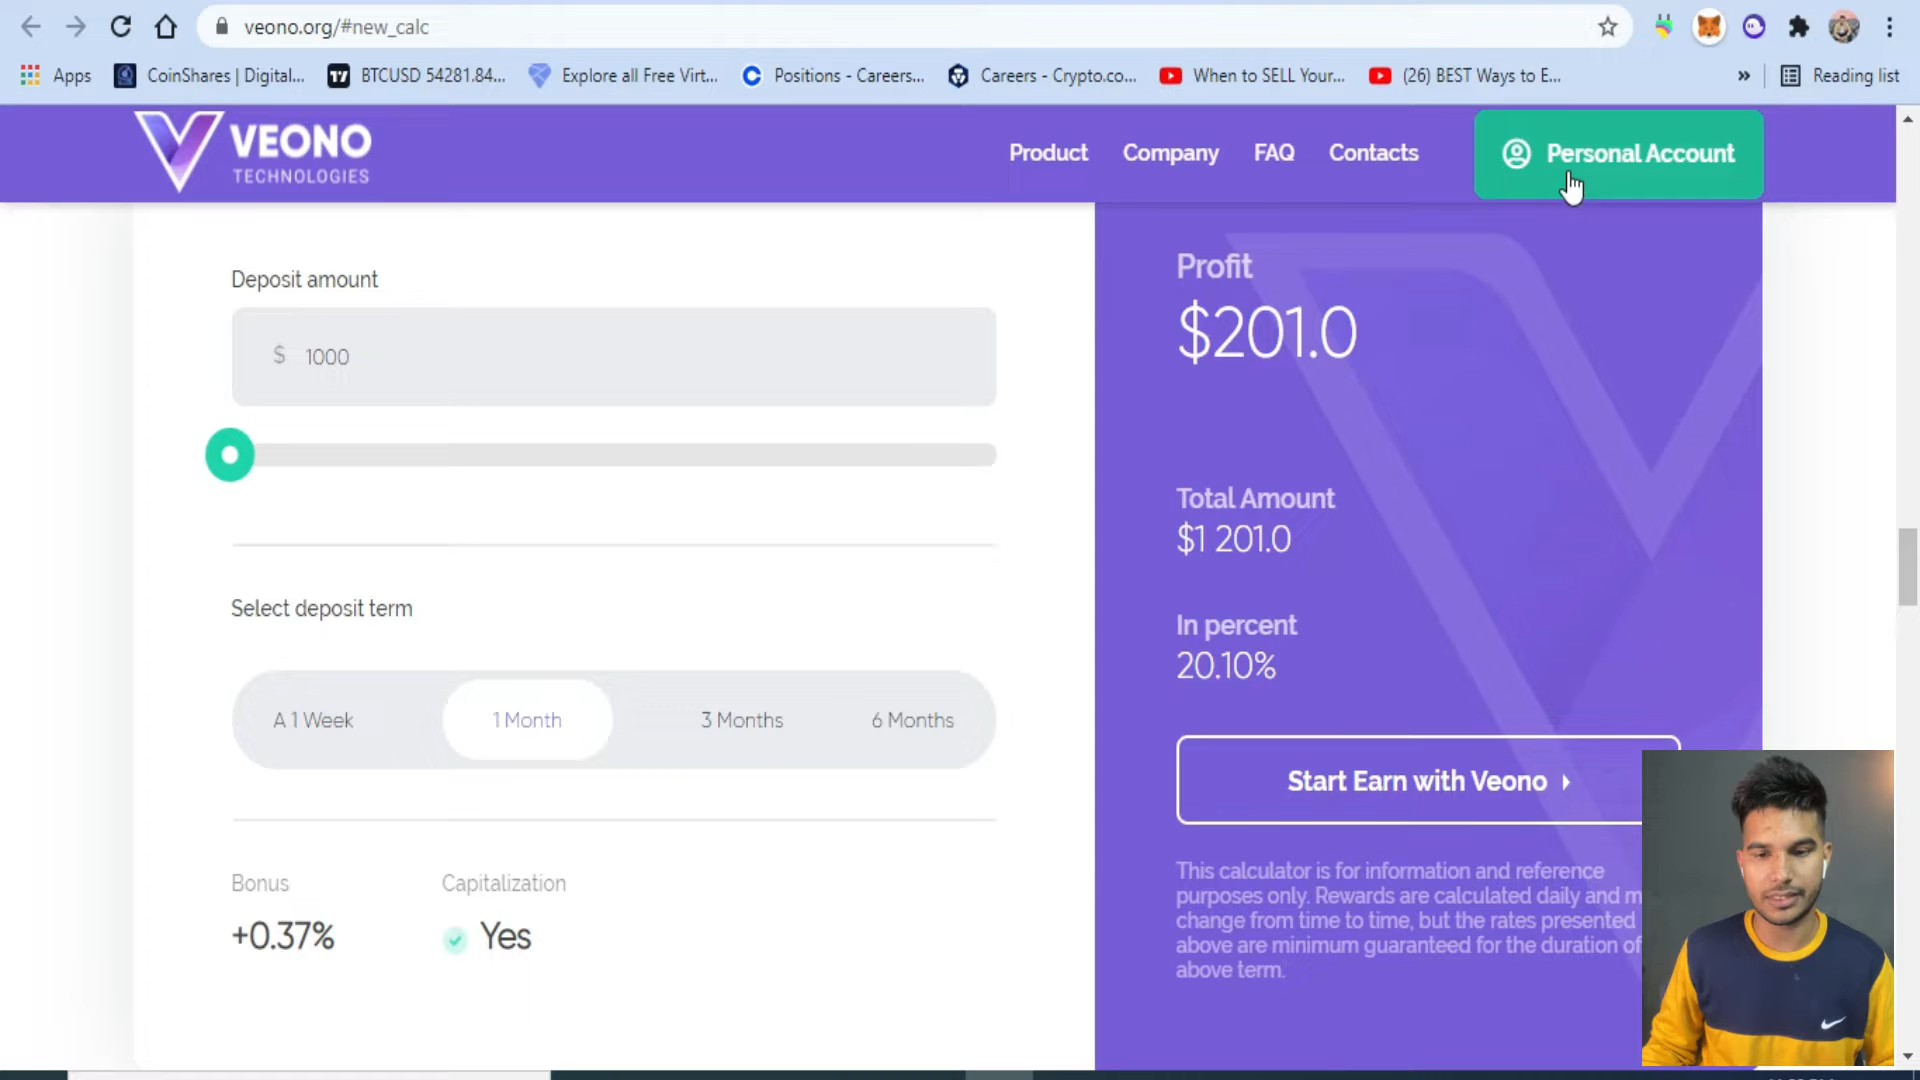 veono.org/#new_calc
Apps
CoinShares | Digital...
BTCUSD 54281.84...
Explore all Free Virt...
Positions - Careers...
Careers - Crypto.co...
When to SELL Your...
(26) BEST Ways to E...
»
Reading list
VEONO
TECHNOLOGIES
Product
Company
FAQ
Contacts
Personal Account
Deposit amount
$ 1000
Select deposit term
A 1 Week
1 Month
3 Months
6 Months
Bonus
+0.37%
Capitalization
Yes
Profit
$201.0
Total Amount
$1 201.0
In percent
20.10%
Start Earn with Veono
This calculator is for information and reference
purposes only. Rewards are calculated daily and
change from time to time, but the rates presented
above are minimum guaranteed for the duration of
above term.